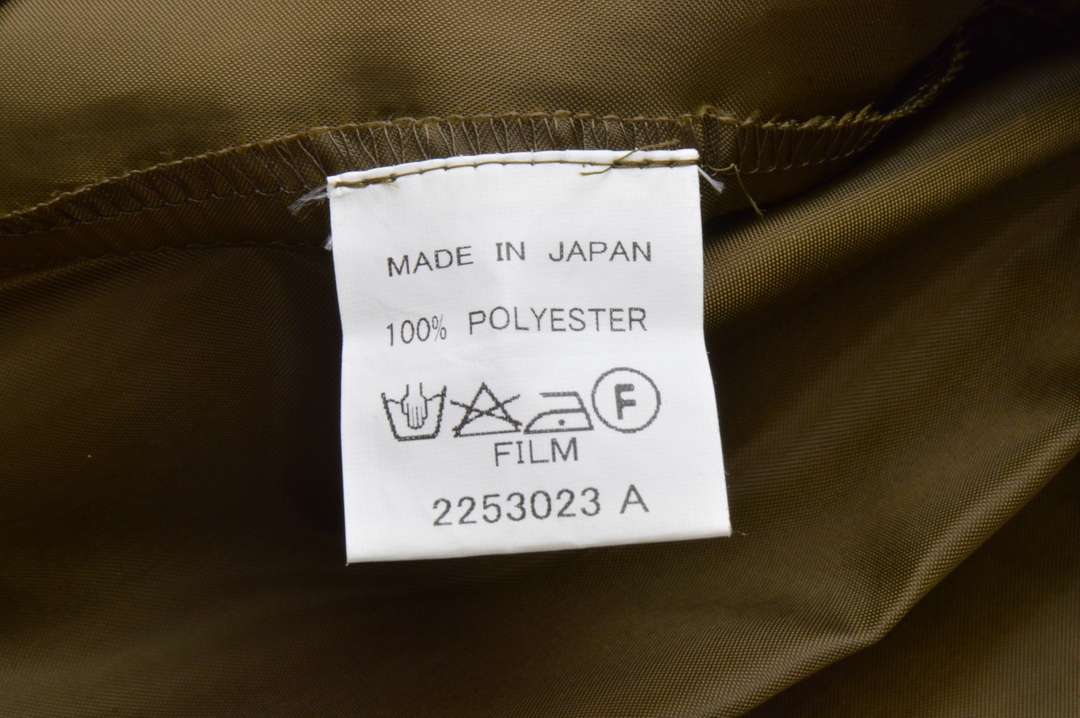 MADE IN JAPAN
100% POLYESTER
F
FILM
2253023 A